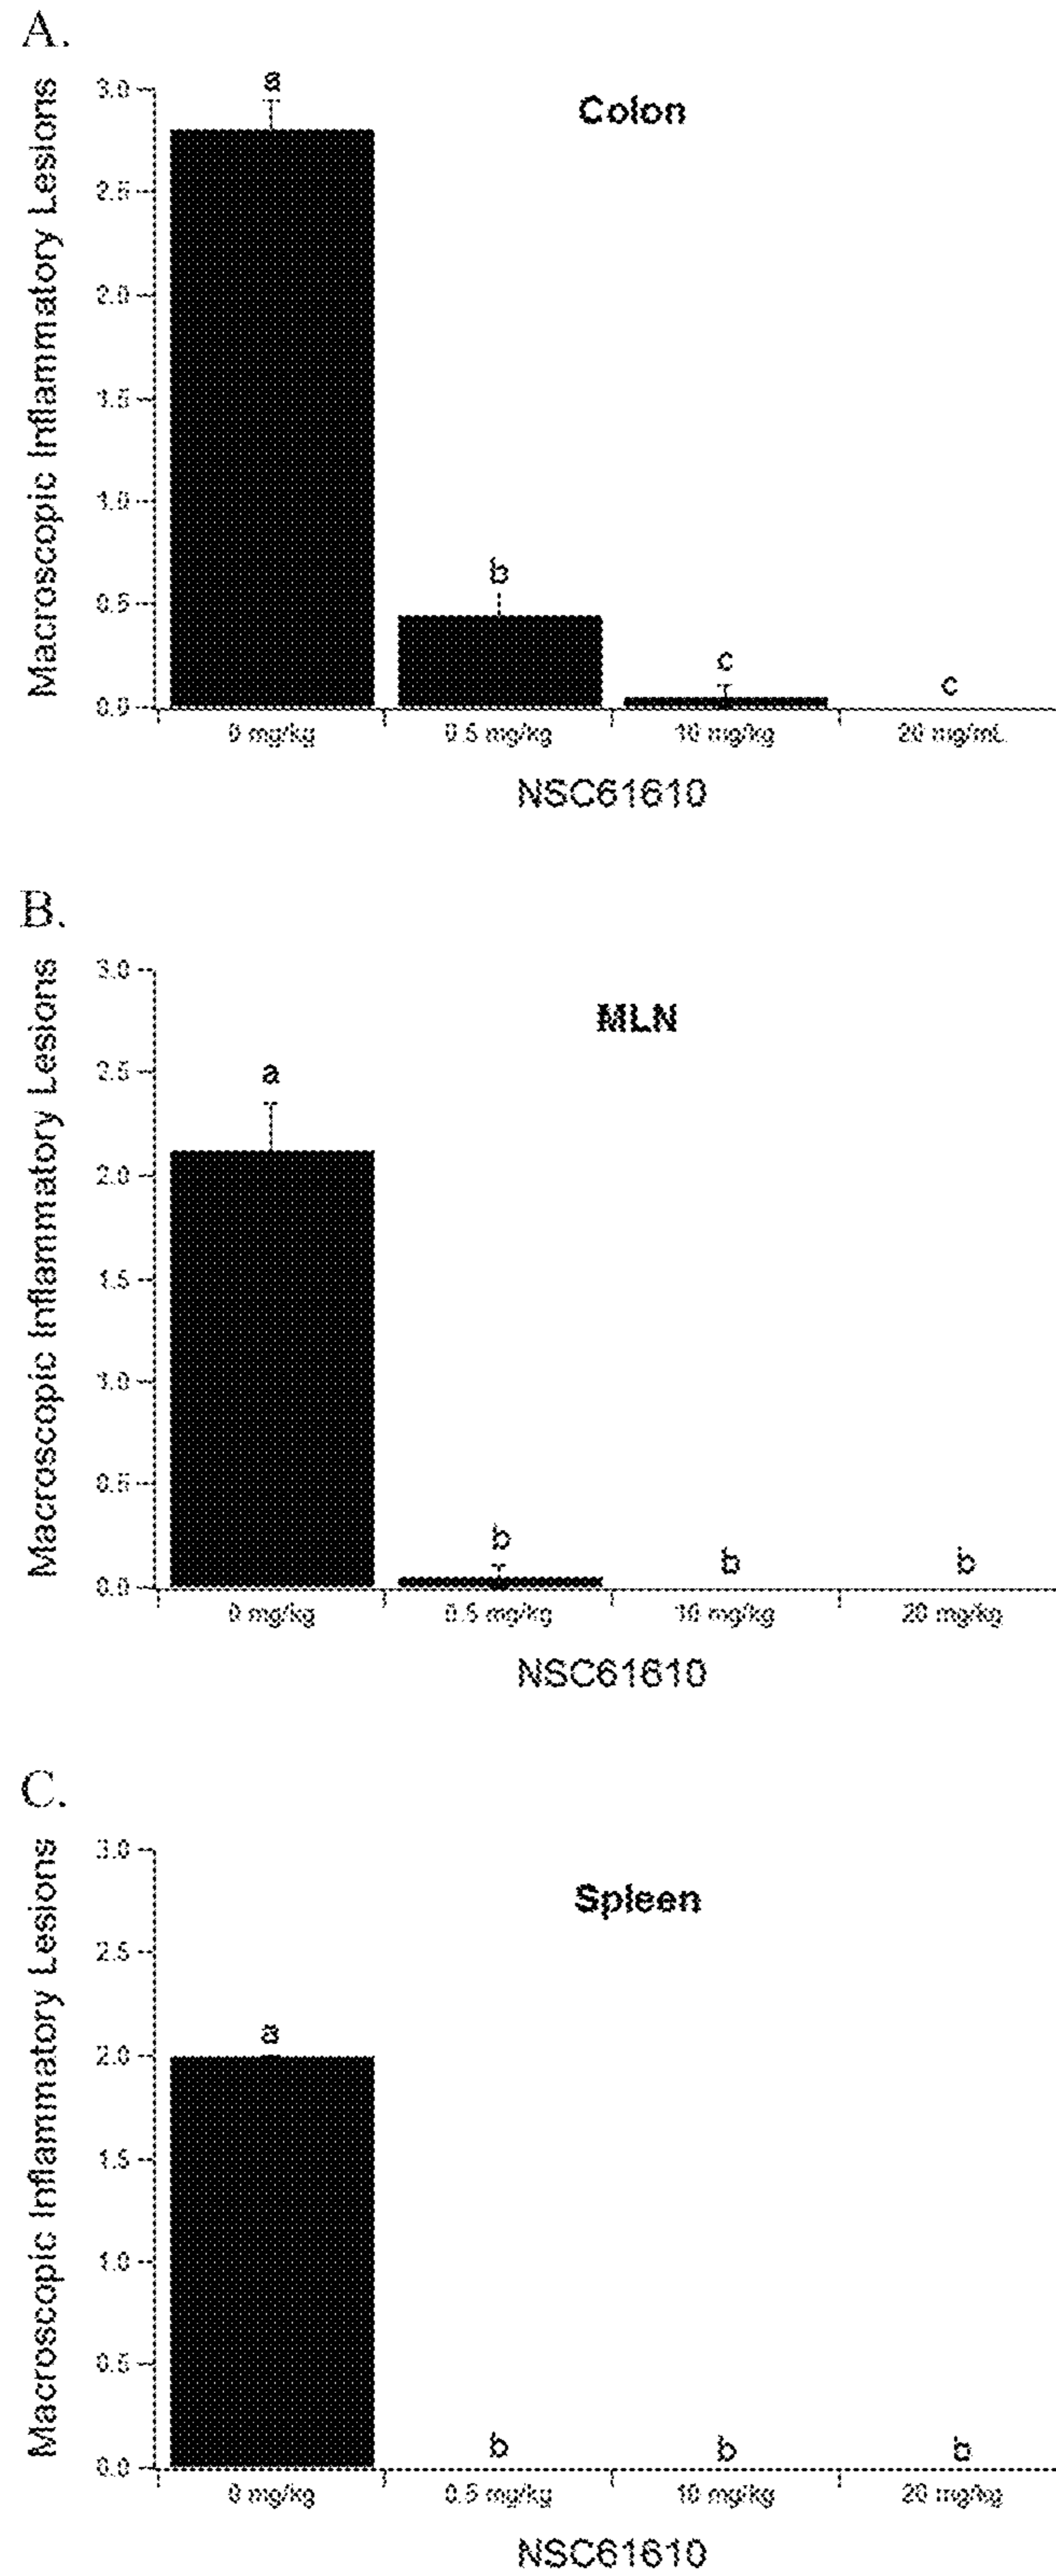 A.
Macroscopic Inflammatory Lesions
Colon
3.0
2.5
2.0
1.5
1.0
0.5
0.0
a
b
c
c
0 mg/kg 0.5 mg/kg 10 mg/kg 20 mg/mL
NSC61610
B.
Macroscopic Inflammatory Lesions
MLN
3.0
2.5
2.0
1.5
1.0
0.5
0.0
a
b
b
b
0 mg/kg 0.5 mg/kg 10 mg/kg 20 mg/kg
NSC61610
C.
Macroscopic Inflammatory Lesions
Spleen
3.0
2.5
2.0
1.5
1.0
0.5
0.0
a
b
b
b
0 mg/kg 0.5 mg/kg 10 mg/kg 20 mg/kg
NSC61610